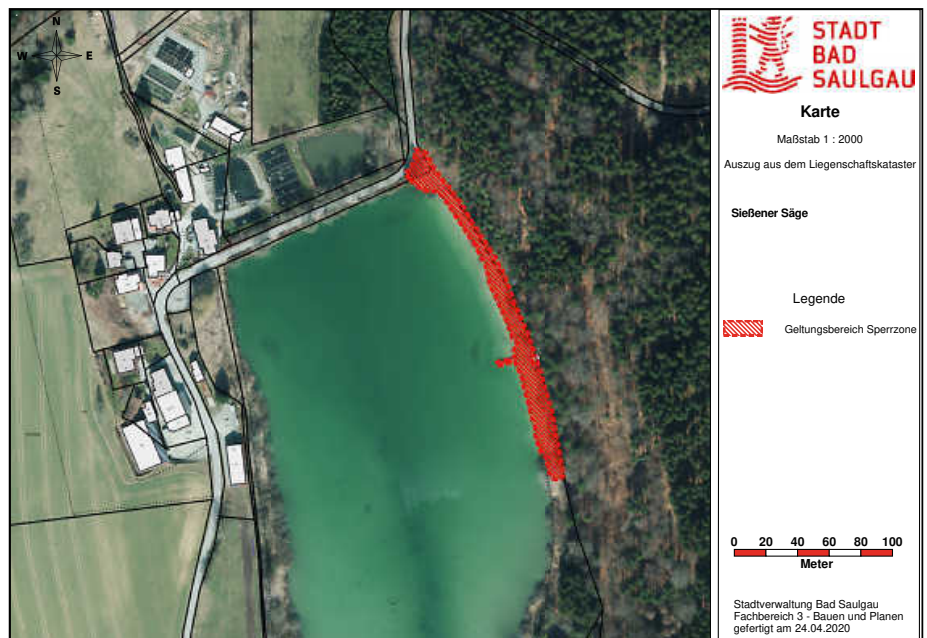 N
W E
S
STADT
BAD
SAULGAU
Karte
Maßstab 1 : 2000
Auszug aus dem Liegenschaftskataster
Sießener Säge
Legende
Geltungsbereich Sperrzone
0 20 40 60 80 100
Meter
Stadtverwaltung Bad Saulgau
Fachbereich 3 - Bauen und Planen
gefertigt am 24.04.2020